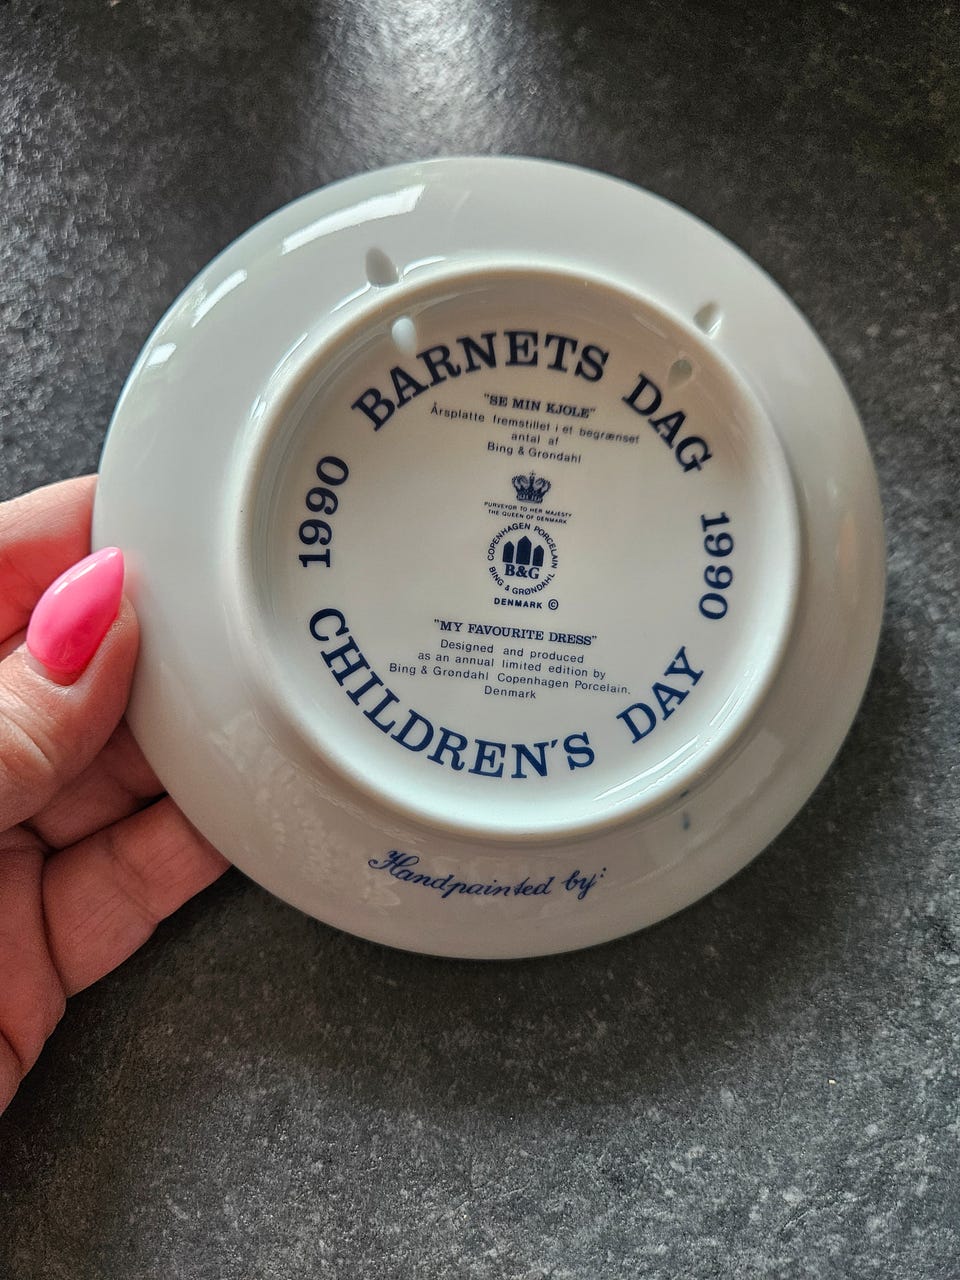 BARNETS DAG
"SE MIN KJOLE"
Årsplatte fremstillet i et begrænset
antal af
Bing & Grøndahl
1990
1990
PURVEYOR TO HER MAJESTY
THE QUEEN OF DENMARK
COPENHAGEN PORCELAIN
B&G
BING & GRØNDAHL
DENMARK ©
"MY FAVOURITE DRESS"
Designed and produced
as an annual limited edition by
Bing & Grøndahl Copenhagen Porcelain,
Denmark
CHILDREN'S DAY
Handpainted by: